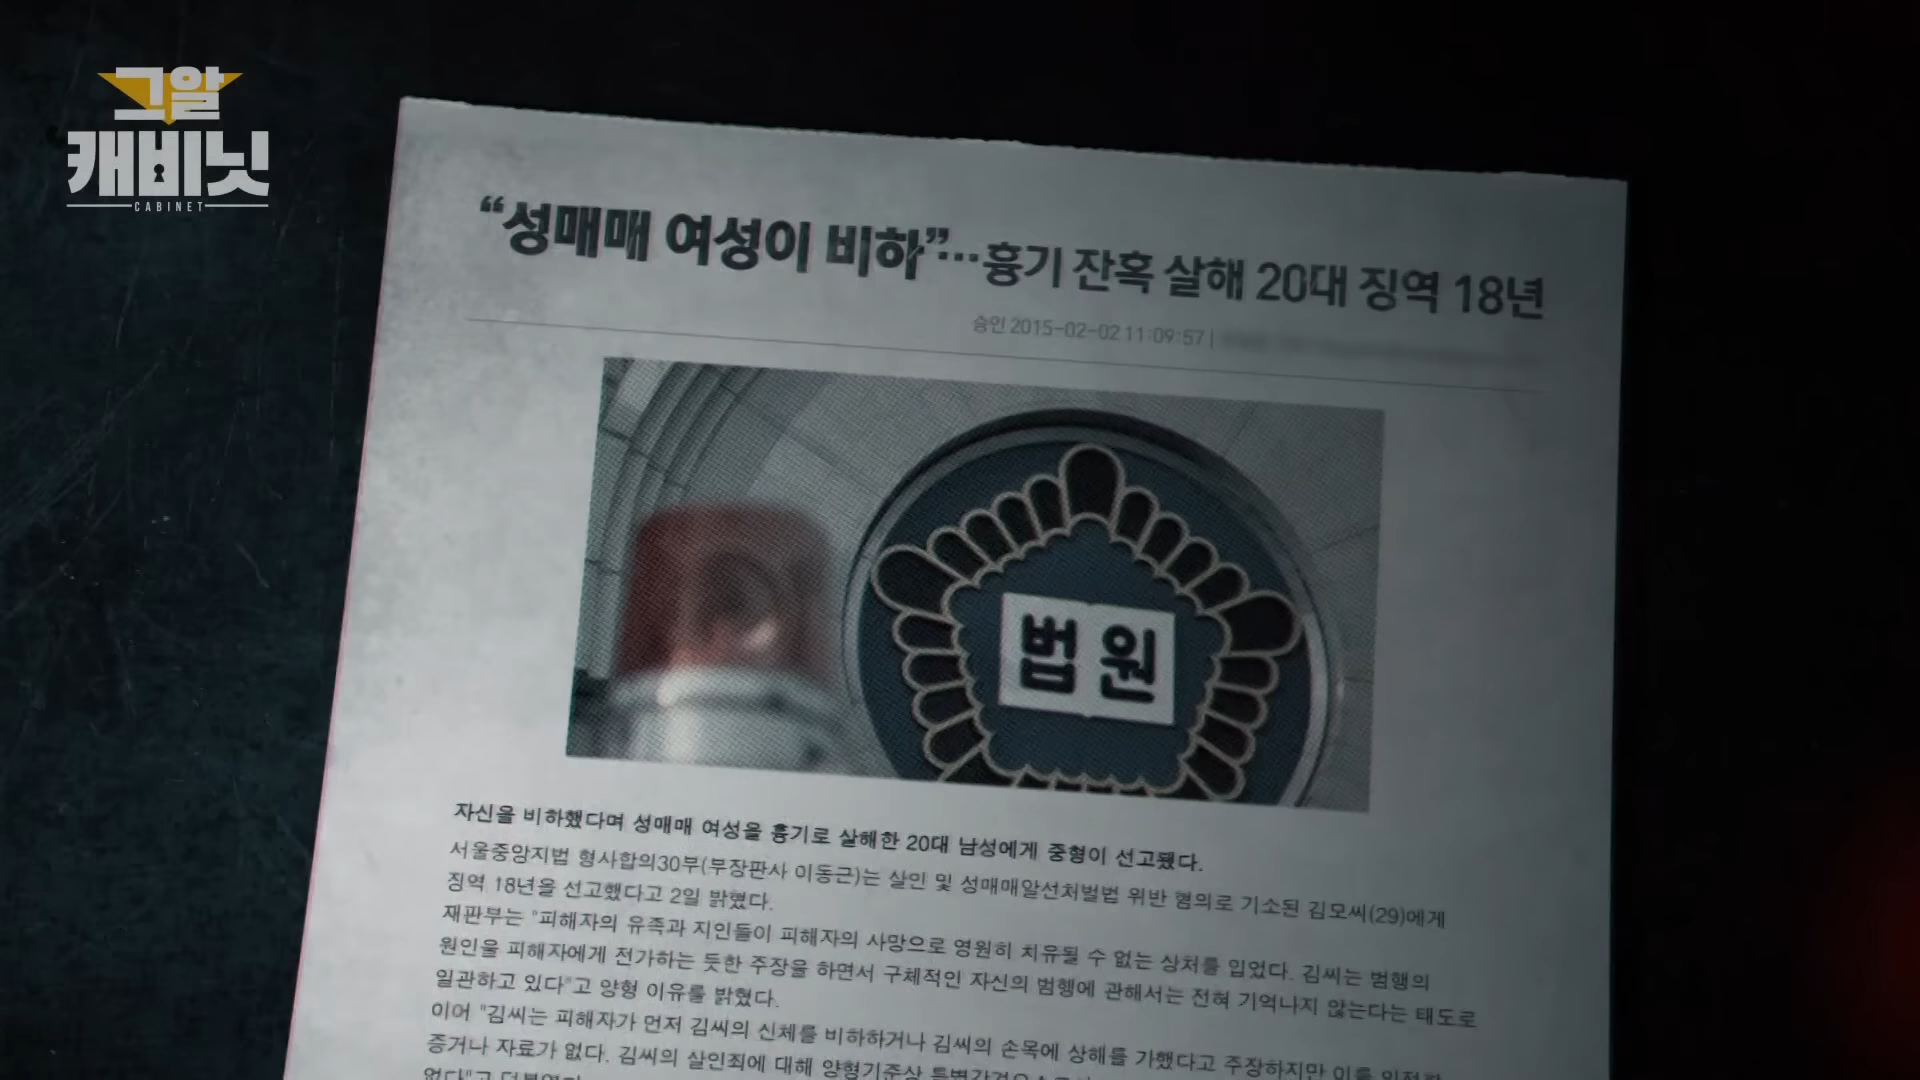 그알
캐비닛
CABINET
“성매매 여성이 비하”…흉기 잔혹 살해 20대 징역 18년
승인 2015-02-02 11:09:57 |
법원
자신을 비하했다며 성매매 여성을 흉기로 살해한 20대 남성에게 중형이 선고됐다.
서울중앙지법 형사합의30부(부장판사 이동근)는 살인 및 성매매알선처벌법 위반 혐의로 기소된 김모씨(29)에게
징역 18년을 선고했다고 2일 밝혔다.
재판부는 "피해자의 유족과 지인들이 피해자의 사망으로 영원히 치유될 수 없는 상처를 입었다. 김씨는 범행의
원인을 피해자에게 전가하는 듯한 주장을 하면서 구체적인 자신의 범행에 관해서는 전혀 기억나지 않는다는 태도로
일관하고 있다"고 양형 이유를 밝혔다.
이어 "김씨는 피해자가 먼저 김씨의 신체를 비하하거나 김씨의 손목에 상해를 가했다고 주장하지만 이를 인정할
증거나 자료가 없다. 김씨의 살인죄에 대해 양형기준상
없다"고 덧붙였다